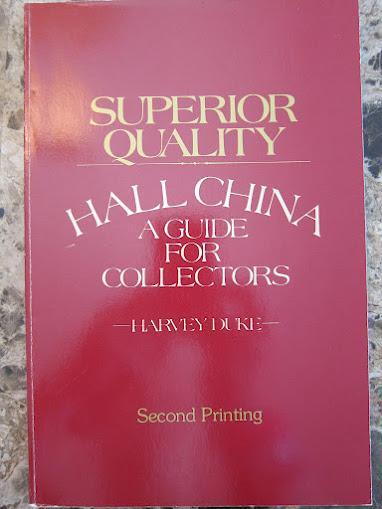 SUPERIOR
QUALITY
HALL CHINA
A GUIDE
FOR
COLLECTORS
—HARVEY DUKE—
Second Printing